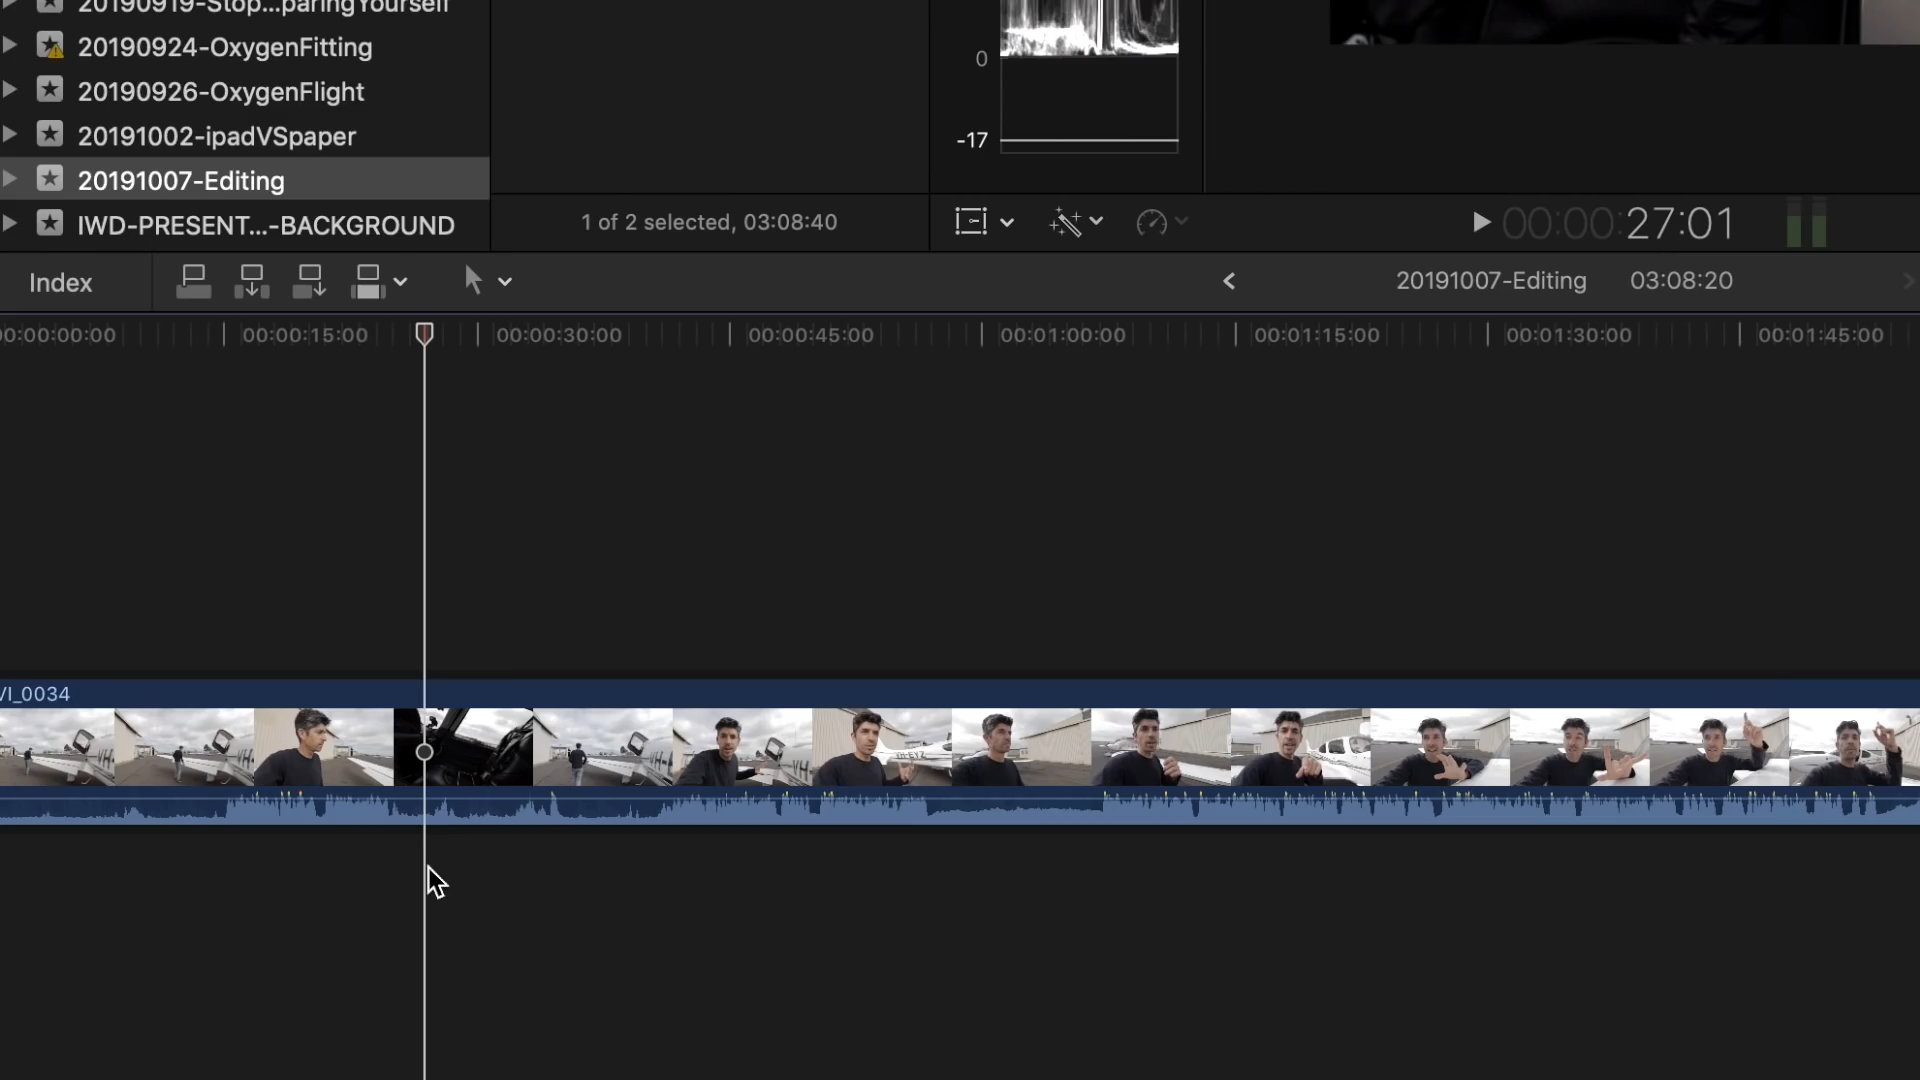 20190919-Stop...paringYourself
20190924-OxygenFitting
20190926-OxygenFlight
20191002-ipadVSpaper
20191007-Editing
IWD-PRESENT...-BACKGROUND
0
-17
1 of 2 selected, 03:08:40
00:00:27:01
Index
20191007-Editing 03:08:20
00:00:00:00 00:00:15:00 00:00:30:00 00:00:45:00 00:01:00:00 00:01:15:00 00:01:30:00 00:01:45:00
VI_0034